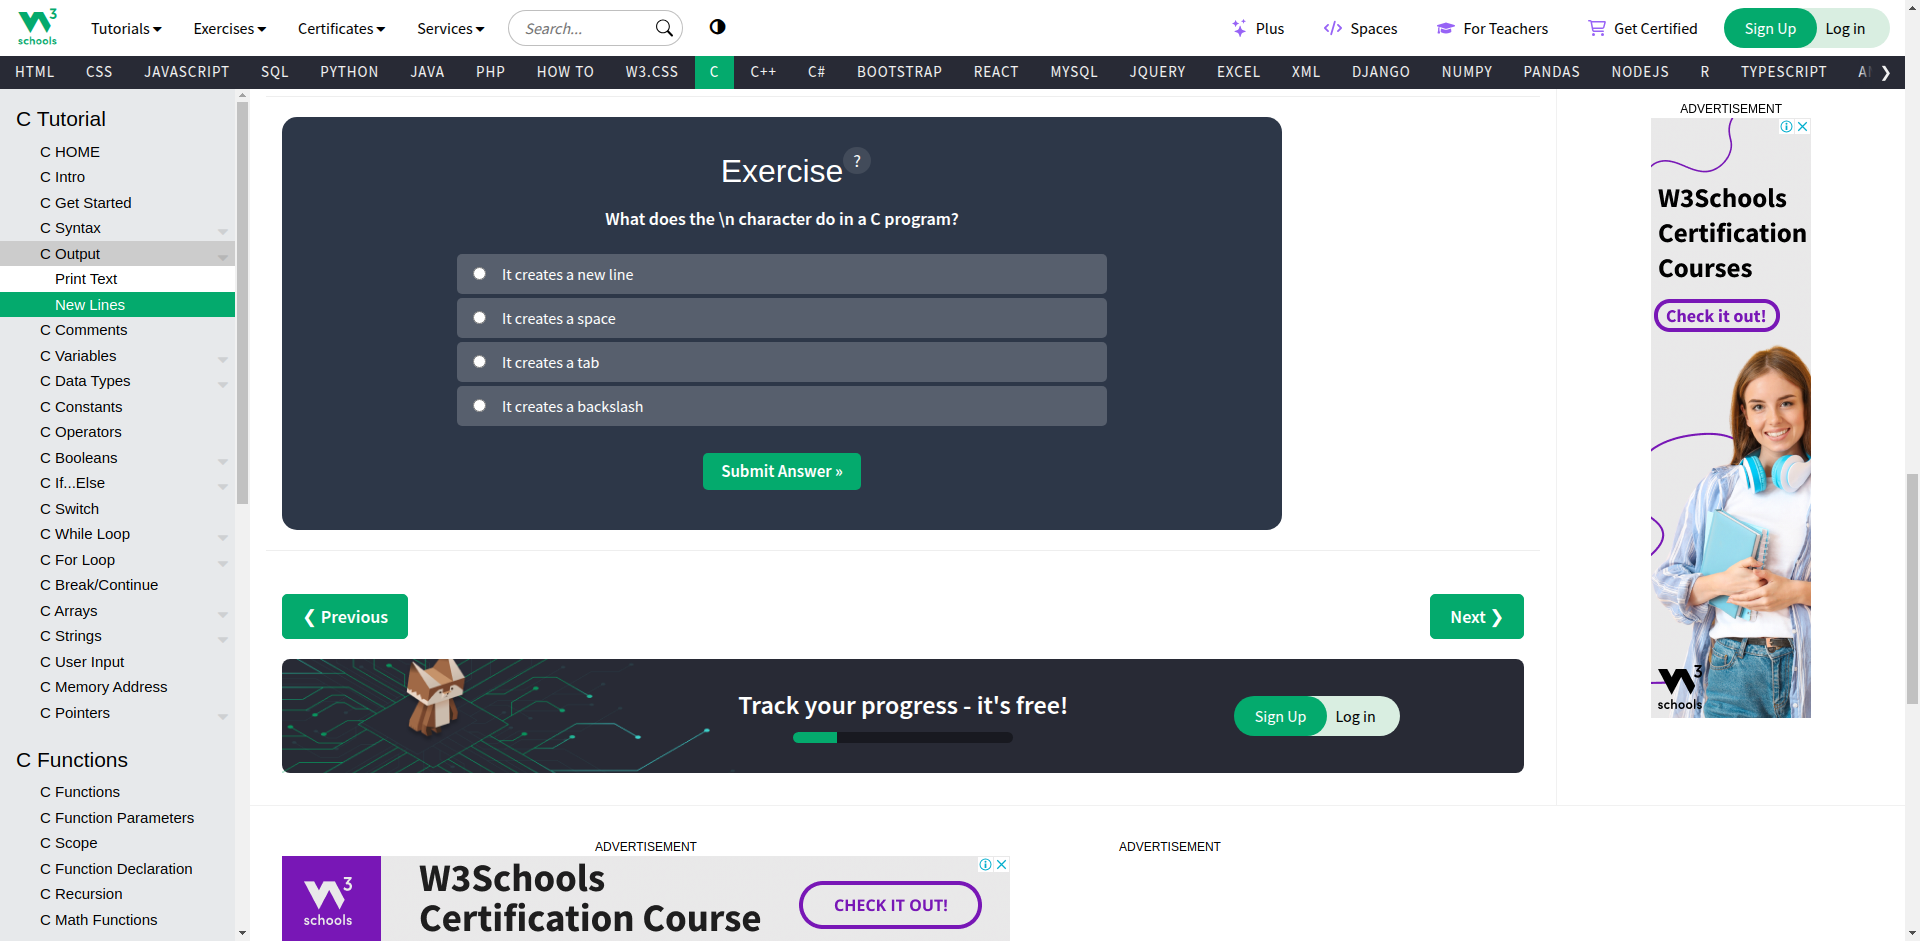 3
schools
Tutorials
Exercises
Certificates
Services
Search...
Plus
Spaces
For Teachers
Get Certified
Sign Up
Log in
HTML
CSS
JAVASCRIPT
SQL
PYTHON
JAVA
PHP
HOW TO
W3.CSS
C
C++
C#
BOOTSTRAP
REACT
MYSQL
JQUERY
EXCEL
XML
DJANGO
NUMPY
PANDAS
NODEJS
R
TYPESCRIPT
C Tutorial
C HOME
C Intro
C Get Started
C Syntax
C Output
Print Text
New Lines
C Comments
C Variables
C Data Types
C Constants
C Operators
C Booleans
C If...Else
C Switch
C While Loop
C For Loop
C Break/Continue
C Arrays
C Strings
C User Input
C Memory Address
C Pointers
C Functions
C Functions
C Function Parameters
C Scope
C Function Declaration
C Recursion
C Math Functions
Exercise
?
What does the \n character do in a C program?
It creates a new line
It creates a space
It creates a tab
It creates a backslash
Submit Answer »
❮ Previous
Next ❯
Track your progress - it's free!
Sign Up
Log in
ADVERTISEMENT
W3Schools
Certification
Courses
Check it out!
W3
schools
ADVERTISEMENT
W3
schools
W3Schools
Certification Course
CHECK IT OUT!
ADVERTISEMENT